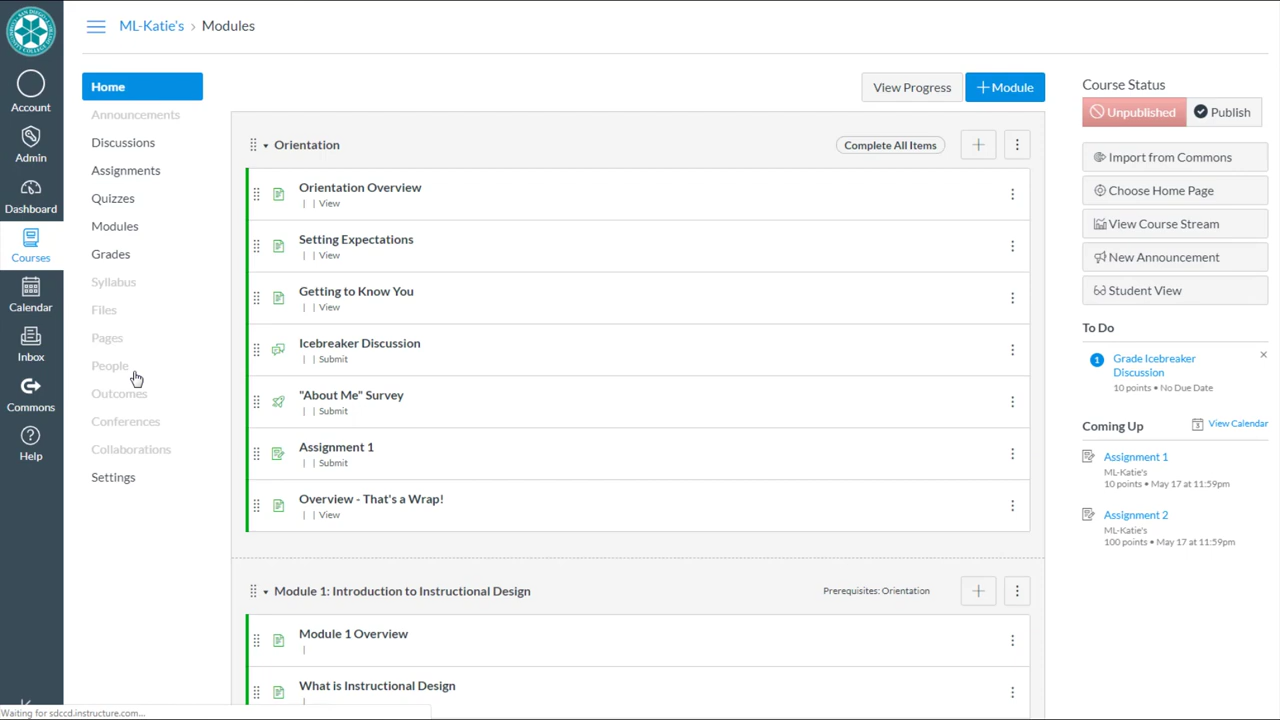 ML-Katie's > Modules
Account
Admin
Dashboard
Courses
Calendar
Inbox
Commons
Help
Home
Announcements
Discussions
Assignments
Quizzes
Modules
Grades
Syllabus
Files
Pages
People
Outcomes
Conferences
Collaborations
Settings
View Progress
+ Module
Orientation
Complete All Items
Orientation Overview
| | View
Setting Expectations
| | View
Getting to Know You
| | View
Icebreaker Discussion
| | Submit
"About Me" Survey
| | Submit
Assignment 1
| | Submit
Overview - That's a Wrap!
| | View
Module 1: Introduction to Instructional Design
Prerequisites: Orientation
Module 1 Overview
|
What is Instructional Design
|
Course Status
Unpublished
Publish
Import from Commons
Choose Home Page
View Course Stream
New Announcement
Student View
To Do
1
Grade Icebreaker
Discussion
10 points • No Due Date
Coming Up
View Calendar
Assignment 1
ML-Katie's
10 points • May 17 at 11:59pm
Assignment 2
ML-Katie's
100 points • May 17 at 11:59pm
Waiting for sdccd.instructure.com...